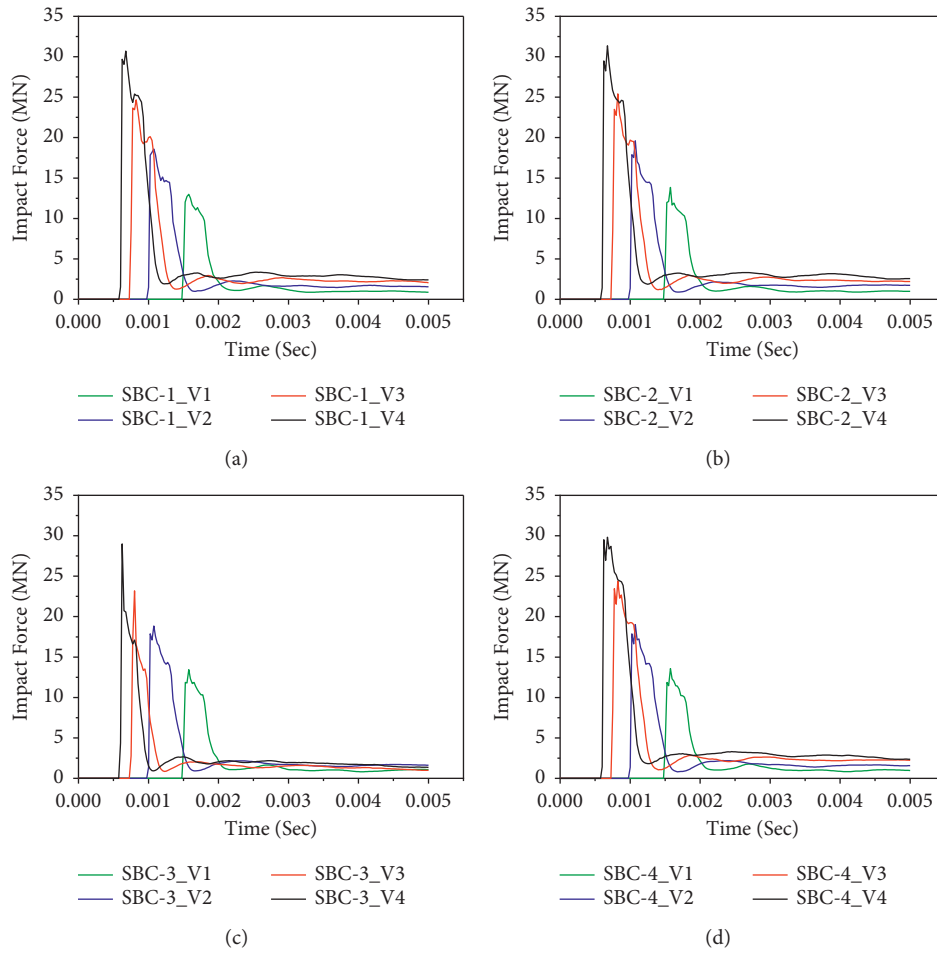 35
30
25
20
15
10
5
0
Impact Force (MN)
0.000 0.001 0.002 0.003 0.004 0.005
Time (Sec)
SBC-1_V1 SBC-1_V3
SBC-1_V2 SBC-1_V4
(a)
35
30
25
20
15
10
5
0
Impact Force (MN)
0.000 0.001 0.002 0.003 0.004 0.005
Time (Sec)
SBC-2_V1 SBC-2_V3
SBC-2_V2 SBC-2_V4
(b)
35
30
25
20
15
10
5
0
Impact Force (MN)
0.000 0.001 0.002 0.003 0.004 0.005
Time (Sec)
SBC-3_V1 SBC-3_V3
SBC-3_V2 SBC-3_V4
(c)
35
30
25
20
15
10
5
0
Impact Force (MN)
0.000 0.001 0.002 0.003 0.004 0.005
Time (Sec)
SBC-4_V1 SBC-4_V3
SBC-4_V2 SBC-4_V4
(d)